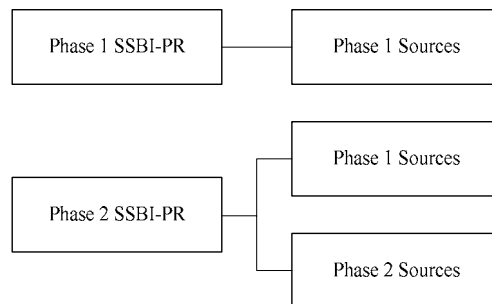 Phase 1 SSBI-PR
Phase 1 Sources
Phase 1 Sources
Phase 2 SSBI-PR
Phase 2 Sources